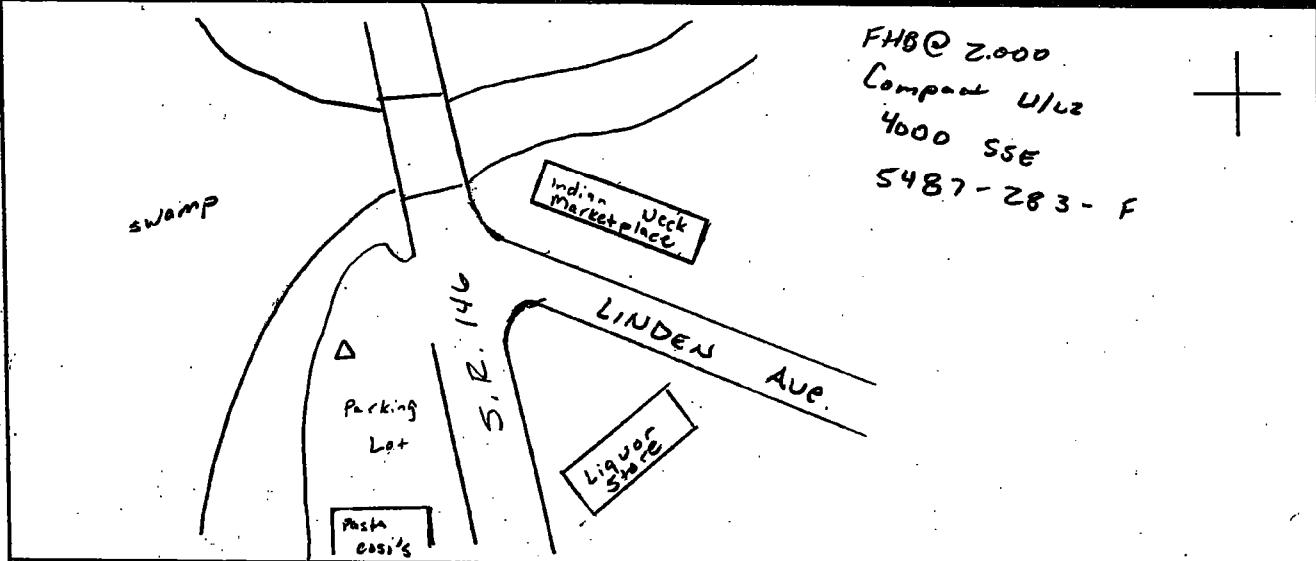 FHB@ 2.000
Compact W/L2
4000 SSE
5487-283-F
swamp
Indian Neck
Marketplace
S.R. 146
LINDEN Ave.
Parking
Lot
Liquor
Store
Pasta
Cosi's